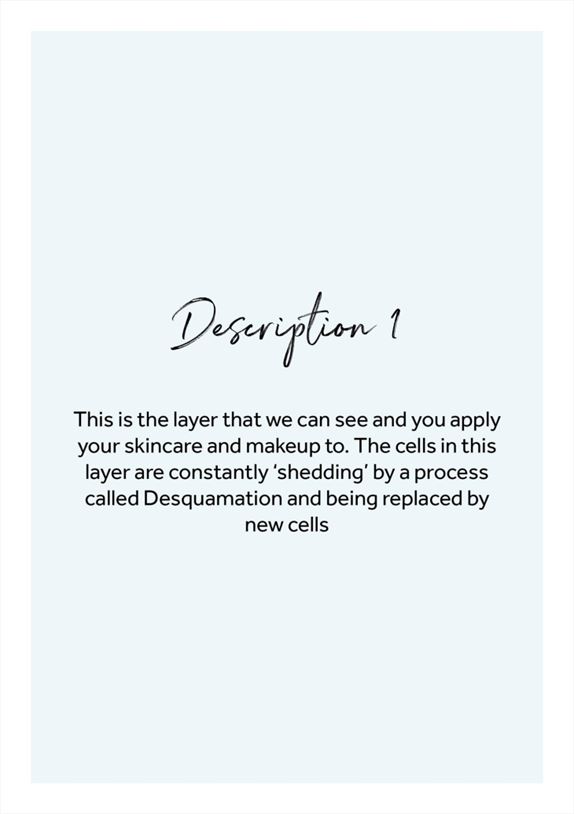 Description 1
This is the layer that we can see and you apply
your skincare and makeup to. The cells in this
layer are constantly ‘shedding’ by a process
called Desquamation and being replaced by
new cells